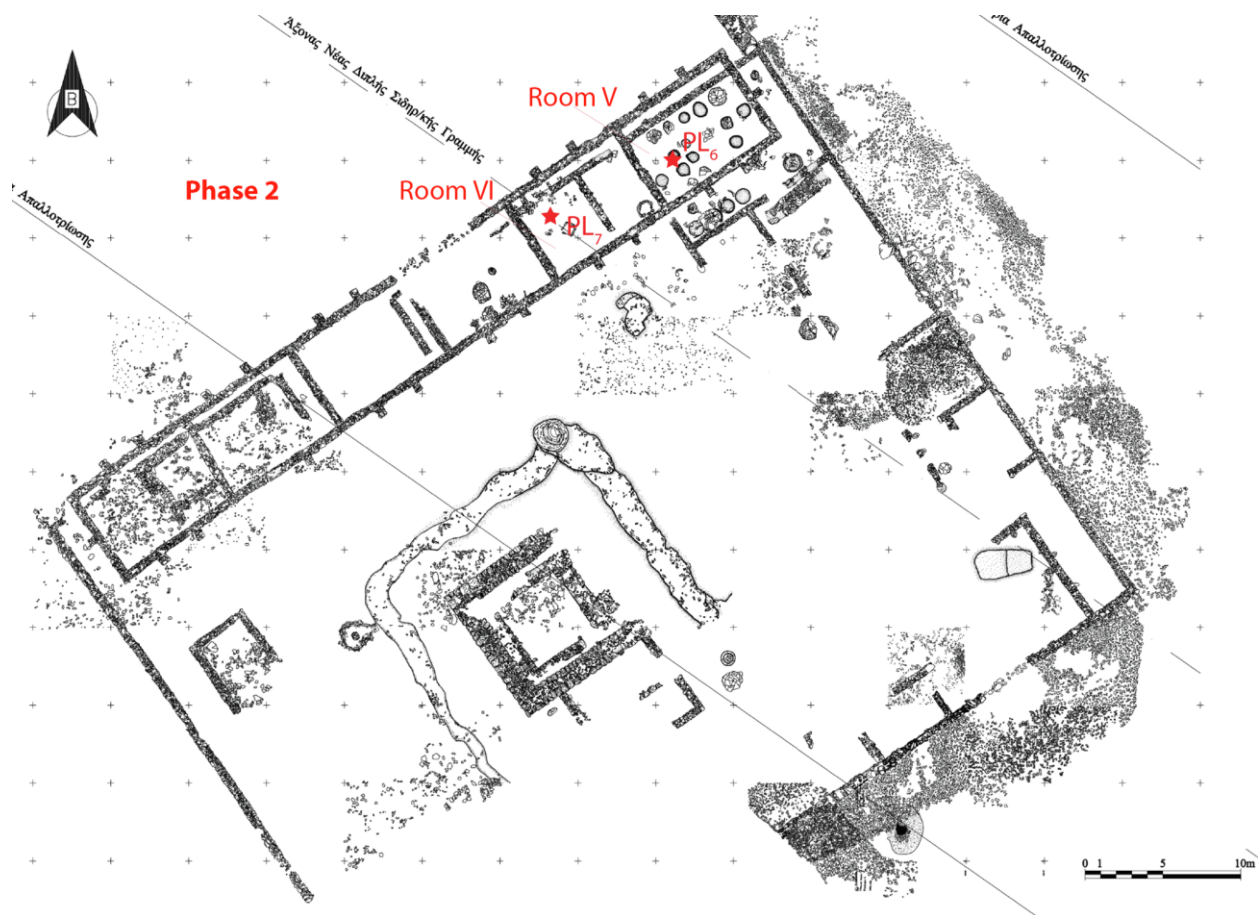 Άξονας Νέας Διπλής Σιδηρ/κής Γραμμής
ρια Απαλλοτρίωσης
Room V
PL6
Phase 2
Room VI
PL7
Απαλλοτρίωσης
B
0 1 5 10m